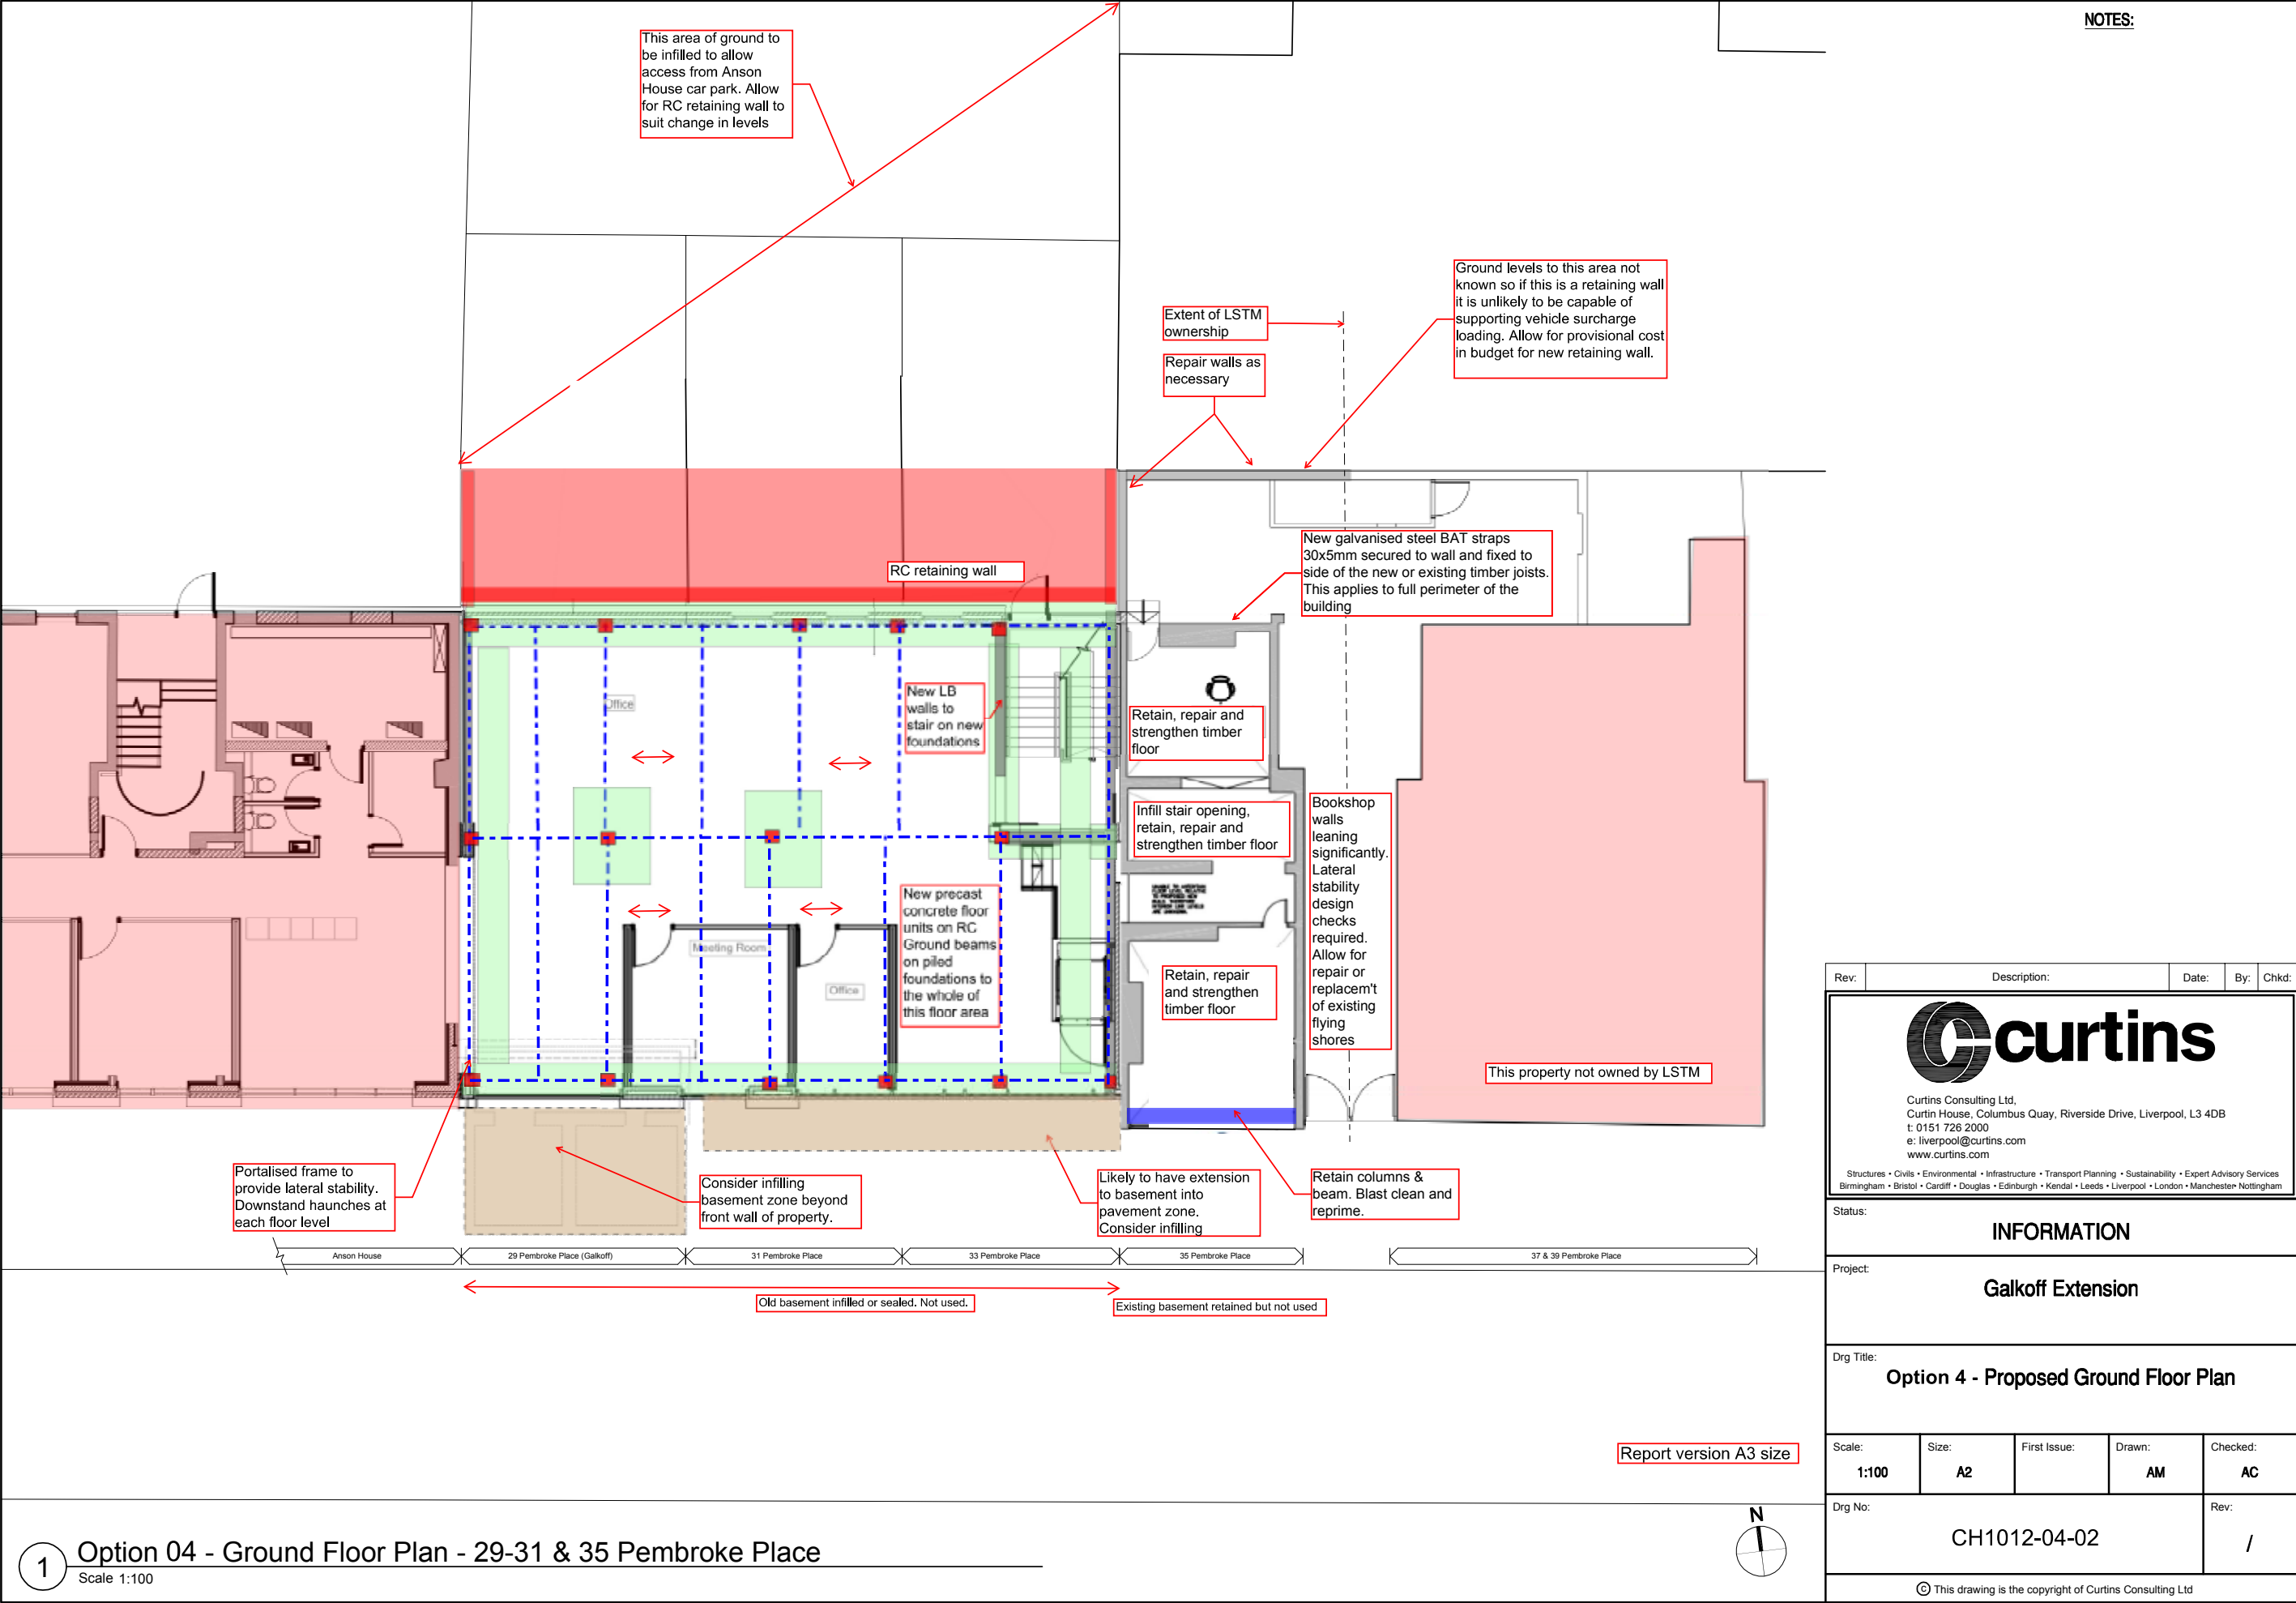 NOTES:
This area of ground to
be infilled to allow
access from Anson
House car park. Allow
for RC retaining wall to
suit change in levels
Ground levels to this area not
known so if this is a retaining wall
it is unlikely to be capable of
supporting vehicle surcharge
loading. Allow for provisional cost
in budget for new retaining wall.
Extent of LSTM
ownership
Repair walls as
necessary
RC retaining wall
New galvanised steel BAT straps
30x5mm secured to wall and fixed to
side of the new or existing timber joists.
This applies to full perimeter of the
building
Office
New LB
walls to
stair on new
foundations
Retain, repair and
strengthen timber
floor
Infill stair opening,
retain, repair and
strengthen timber floor
Bookshop
walls
leaning
significantly.
Lateral
stability
design
checks
required.
Allow for
repair or
replacem't
of existing
flying
shores
New precast
concrete floor
units on RC
Ground beams
on piled
foundations to
the whole of
this floor area
Meeting Room
Office
Retain, repair
and strengthen
timber floor
This property not owned by LSTM
Portalised frame to
provide lateral stability.
Downstand haunches at
each floor level
Consider infilling
basement zone beyond
front wall of property.
Likely to have extension
to basement into
pavement zone.
Consider infilling
Retain columns &
beam. Blast clean and
reprime.
Anson House
29 Pembroke Place (Galkoff)
31 Pembroke Place
33 Pembroke Place
35 Pembroke Place
37 & 39 Pembroke Place
Old basement infilled or sealed. Not used.
Existing basement retained but not used
Report version A3 size
N
1
Option 04 - Ground Floor Plan - 29-31 & 35 Pembroke Place
Scale 1:100
Rev: Description: Date: By: Chkd:
curtins
Curtins Consulting Ltd,
Curtin House, Columbus Quay, Riverside Drive, Liverpool, L3 4DB
t: 0151 726 2000
e: liverpool@curtins.com
www.curtins.com
Structures • Civils • Environmental • Infrastructure • Transport Planning • Sustainability • Expert Advisory Services
Birmingham • Bristol • Cardiff • Douglas • Edinburgh • Kendal • Leeds • Liverpool • London • Manchester• Nottingham
Status:
INFORMATION
Project:
Galkoff Extension
Drg Title:
Option 4 - Proposed Ground Floor Plan
Scale: Size: First Issue: Drawn: Checked:
1:100 A2 AM AC
Drg No: Rev:
CH1012-04-02 /
© This drawing is the copyright of Curtins Consulting Ltd